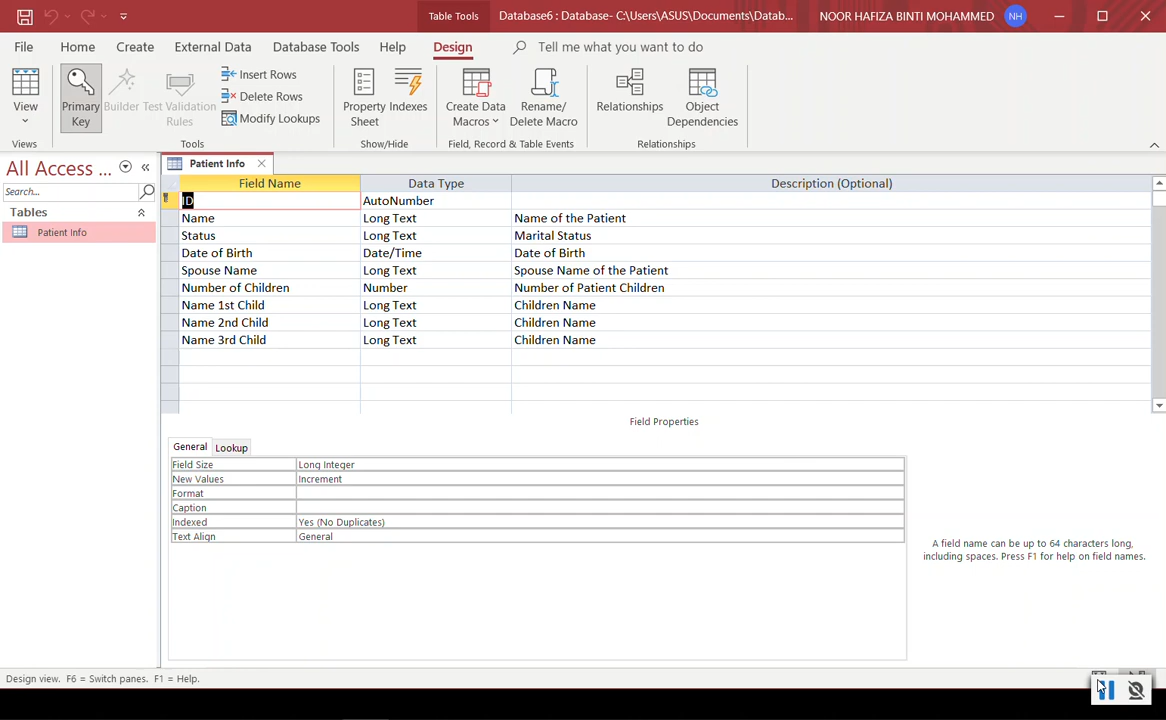 Table Tools Database6 : Database- C:\Users\ASUS\Documents\Datab... NOOR HAFIZA BINTI MOHAMMED NH
File Home Create External Data Database Tools Help Design Tell me what you want to do
View Primary Key Builder Test Validation Rules Insert Rows Delete Rows Modify Lookups Property Sheet Indexes Create Data Macros Rename/ Delete Macro Relationships Object Dependencies
Views Tools Show/Hide Field, Record & Table Events Relationships
All Access ... Patient Info
Search...
Tables
Patient Info
Field Name Data Type Description (Optional)
ID AutoNumber
Name Long Text Name of the Patient
Status Long Text Marital Status
Date of Birth Date/Time Date of Birth
Spouse Name Long Text Spouse Name of the Patient
Number of Children Number Number of Patient Children
Name 1st Child Long Text Children Name
Name 2nd Child Long Text Children Name
Name 3rd Child Long Text Children Name
Field Properties
General Lookup
Field Size Long Integer
New Values Increment
Format
Caption
Indexed Yes (No Duplicates)
Text Align General
A field name can be up to 64 characters long,
including spaces. Press F1 for help on field names.
Design view. F6 = Switch panes. F1 = Help.